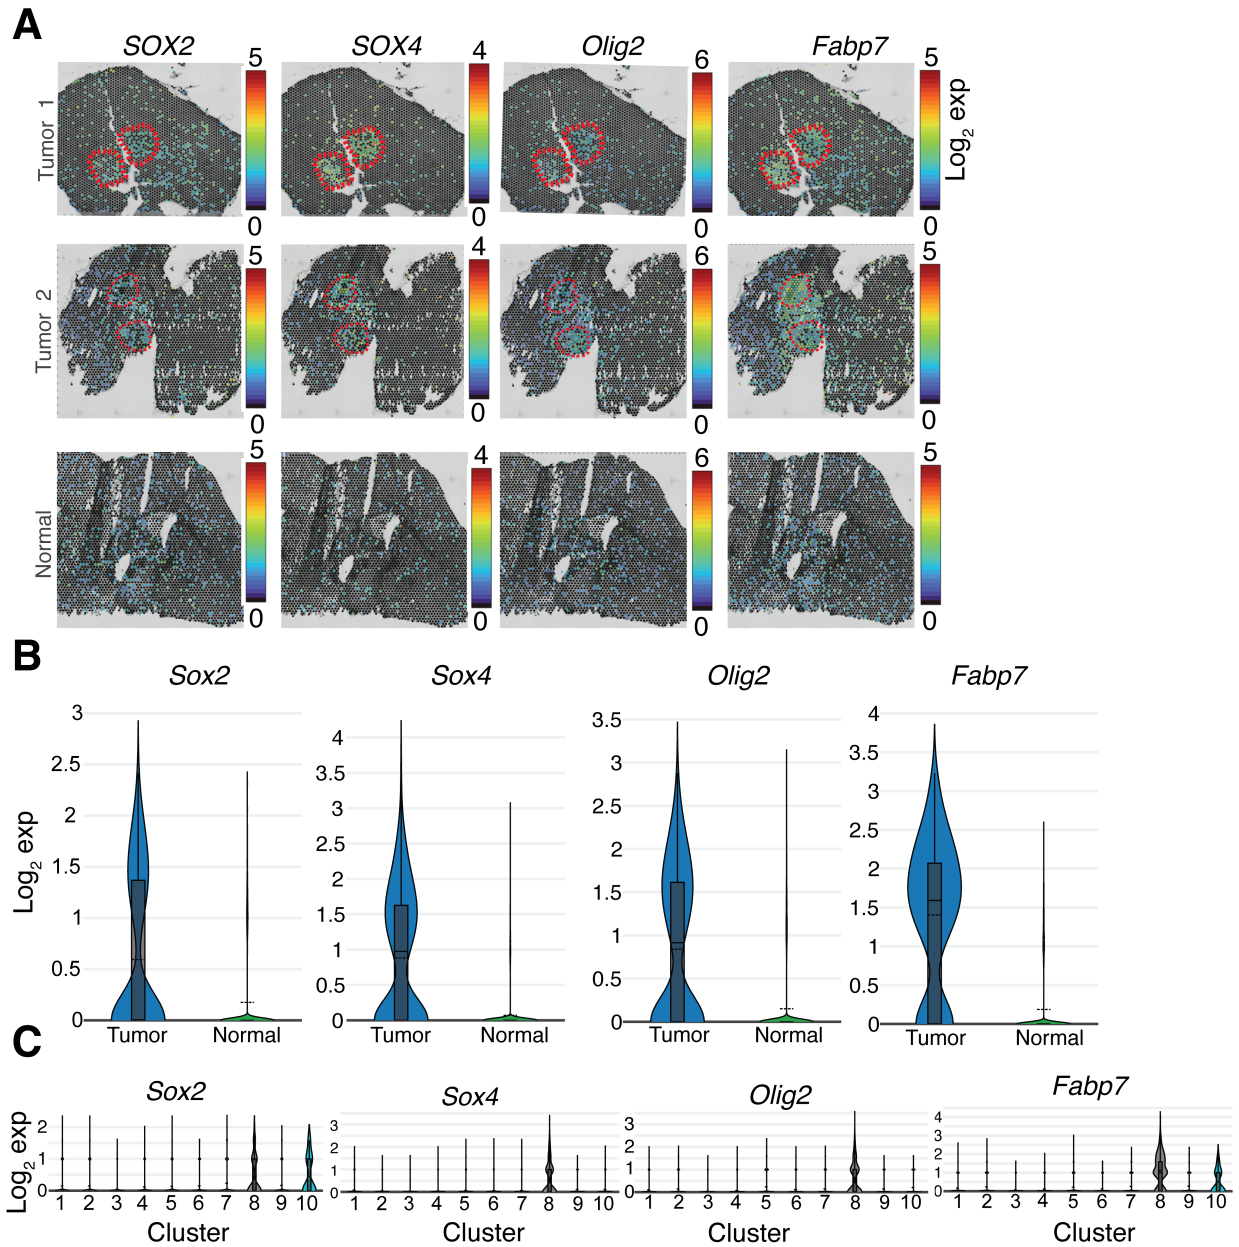 A
SOX2 SOX4 Olig2 Fabp7
5 4 6 5
Tumor 1
Log2 exp
0 0 0 0
5 4 6 5
Tumor 2
0 0 0 0
5 4 6 5
Normal
0 0 0 0
B
Sox2 Sox4 Olig2 Fabp7
Log2 exp
3
2.5
2
1.5
1
0.5
0
Tumor Normal
4
3.5
3
2.5
2
1.5
1
0.5
0
Tumor Normal
3.5
3
2.5
2
1.5
1
0.5
0
Tumor Normal
4
3.5
3
2.5
2
1.5
1
0.5
0
Tumor Normal
C
Sox2 Sox4 Olig2 Fabp7
Log2 exp
2
1
0
1 2 3 4 5 6 7 8 9 10
Cluster
3
2
1
0
1 2 3 4 5 6 7 8 9 10
Cluster
3
2
1
0
1 2 3 4 5 6 7 8 9 10
Cluster
4
3
2
1
0
1 2 3 4 5 6 7 8 9 10
Cluster